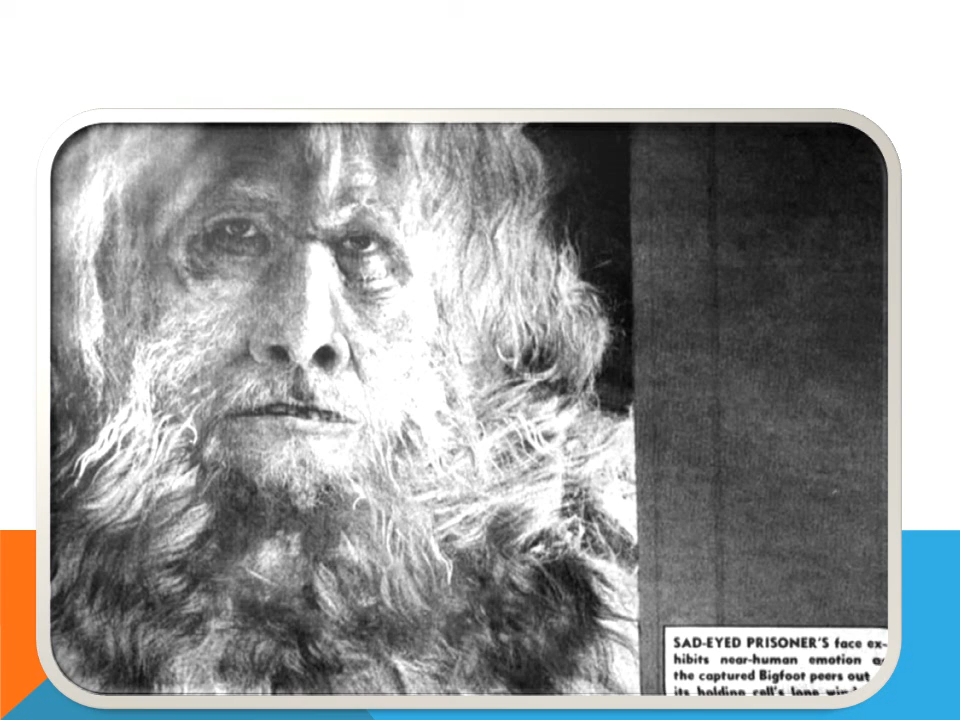 SAD-EYED PRISONER'S face ex-
hibits near-human emotion
the captured Bigfoot peers out
its holding cell's lone